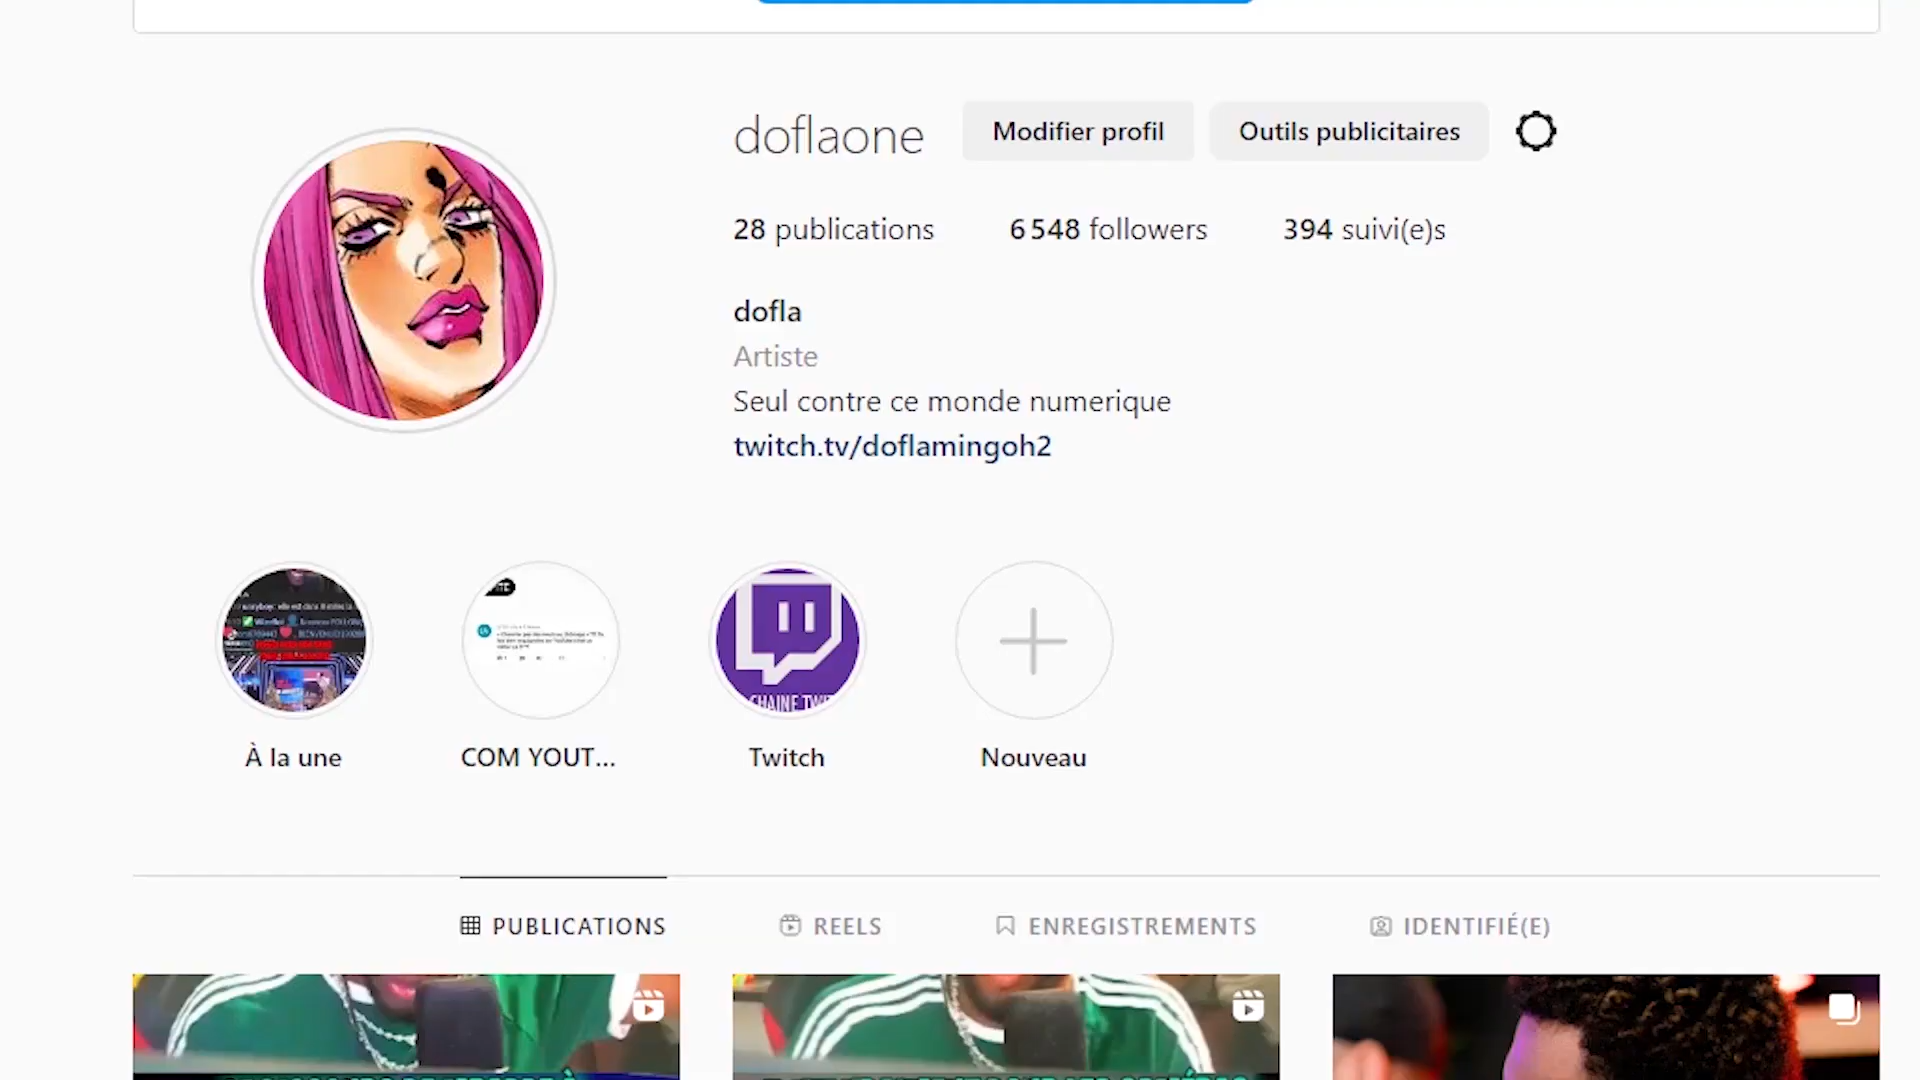 doflaone
Modifier profil
Outils publicitaires
28 publications
6 548 followers
394 suivi(e)s
dofla
Artiste
Seul contre ce monde numerique
twitch.tv/doflamingoh2
CHAINE
À la une
COM YOUT...
Twitch
Nouveau
PUBLICATIONS
REELS
ENREGISTREMENTS
IDENTIFIÉ(E)